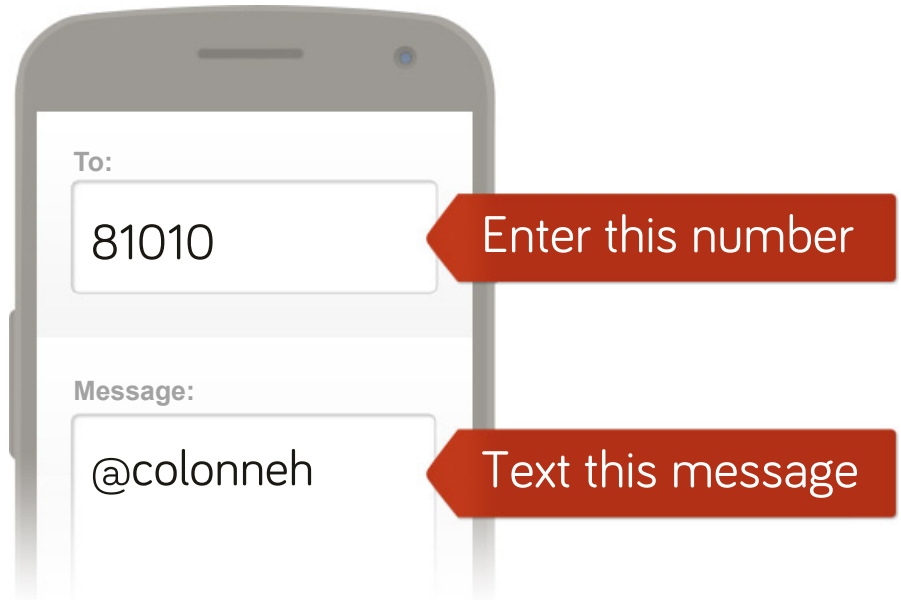 To:
81010
Enter this number
Message:
@colonneh
Text this message